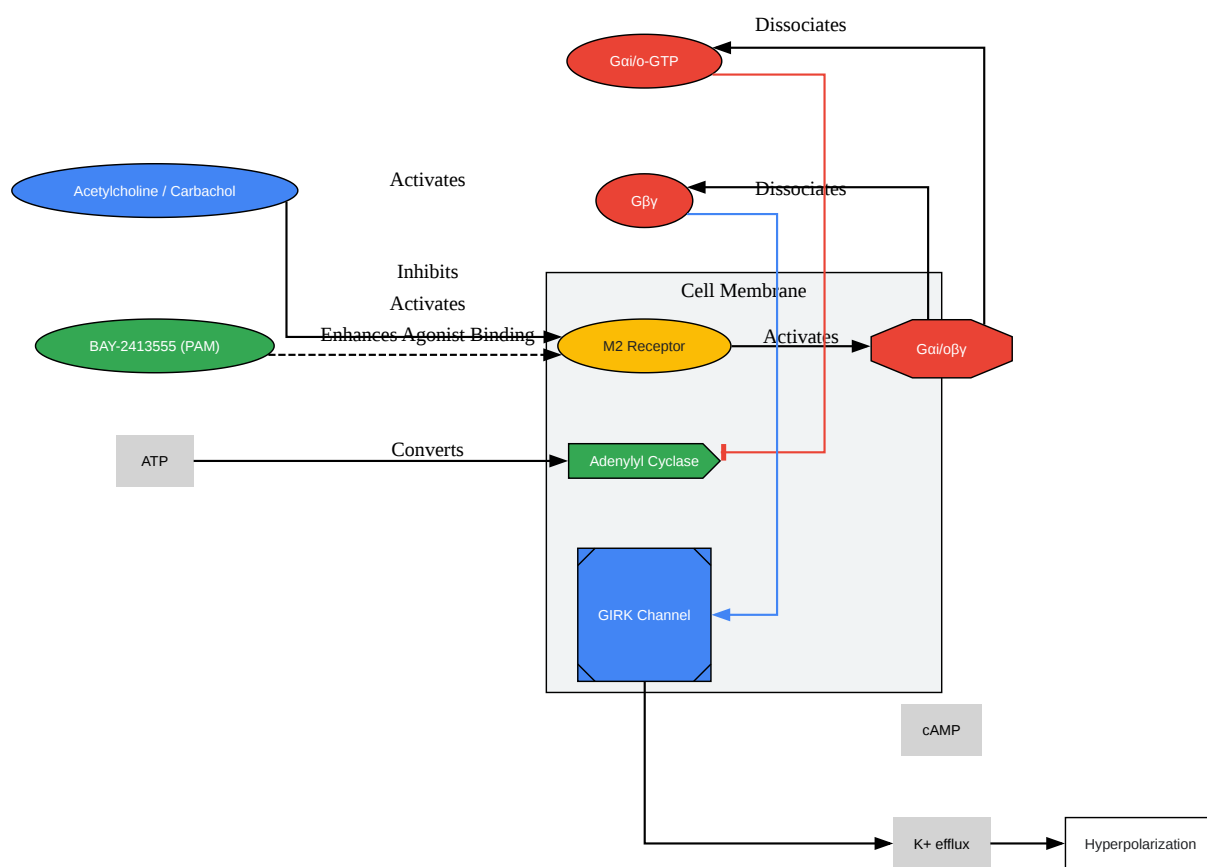 Dissociates
Gαi/o-GTP
Activates
Acetylcholine / Carbachol
Dissociates
Gβγ
Inhibits
Cell Membrane
Activates
Enhances Agonist Binding
BAY-2413555 (PAM)
M2 Receptor
Activates
Gαi/oβγ
Converts
ATP
Adenylyl Cyclase
GIRK Channel
cAMP
K+ efflux
Hyperpolarization